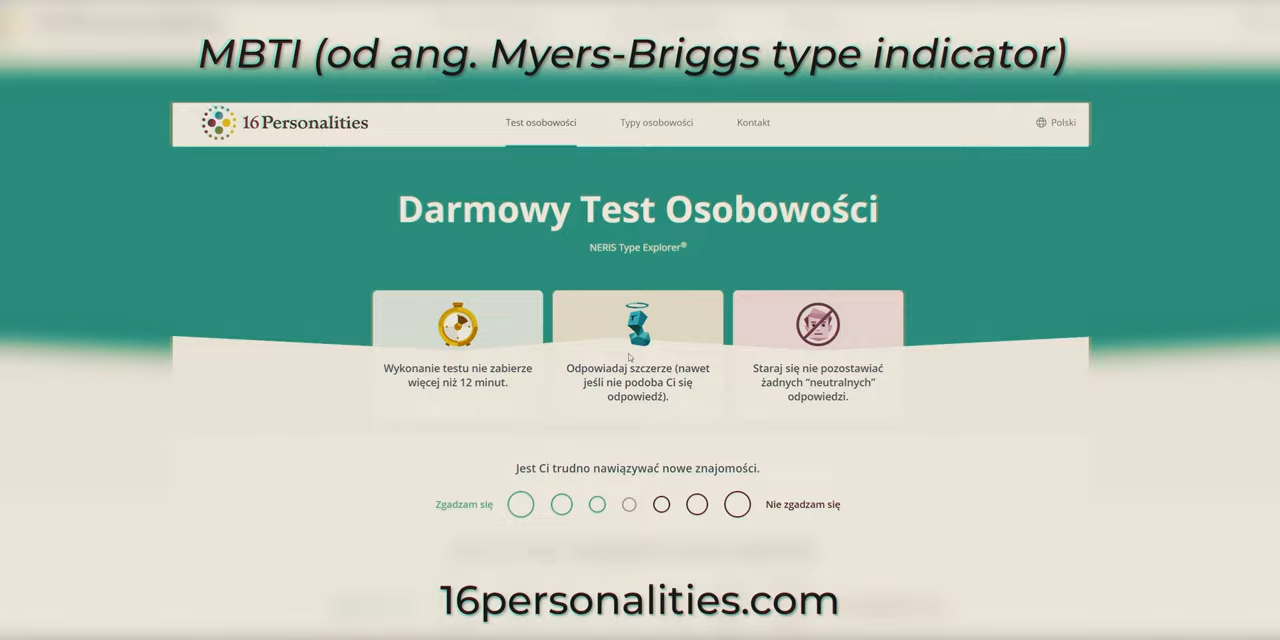 MBTI (od ang. Myers-Briggs type indicator)
16Personalities
Test osobowości
Typy osobowości
Kontakt
Polski
Darmowy Test Osobowości
NERIS Type Explorer®
Wykonanie testu nie zabierze
więcej niż 12 minut.
Odpowiadaj szczerze (nawet
jeśli nie podoba Ci się
odpowiedź).
Staraj się nie pozostawiać
żadnych “neutralnych”
odpowiedzi.
Jest Ci trudno nawiązywać nowe znajomości.
Zgadzam się
Nie zgadzam się
16personalities.com